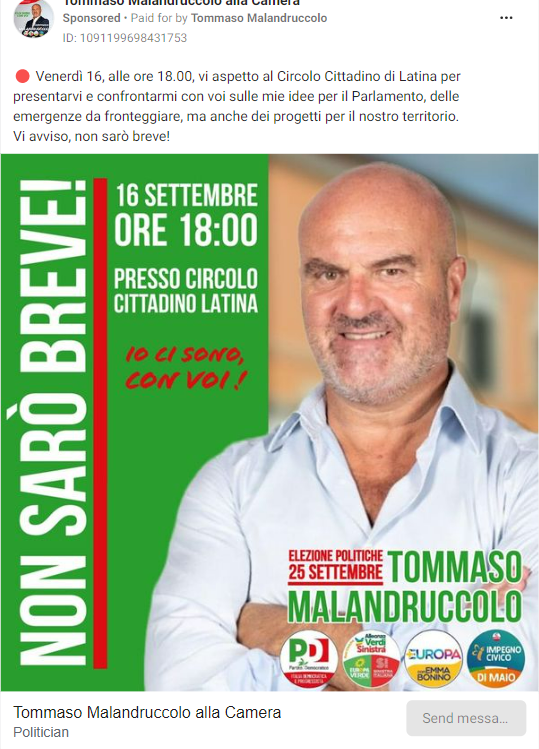 Tommaso Malandruccolo alla Camera
Sponsored • Paid for by Tommaso Malandruccolo
ID: 1091199698431753
🔴 Venerdì 16, alle ore 18.00, vi aspetto al Circolo Cittadino di Latina per
presentarvi e confrontarmi con voi sulle mie idee per il Parlamento, delle
emergenze da fronteggiare, ma anche dei progetti per il nostro territorio.
Vi avviso, non sarò breve!
NON SARÒ BREVE!
16 SETTEMBRE
ORE 18:00
PRESSO CIRCOLO
CITTADINO LATINA
IO CI SONO,
CON VOI!
ELEZIONE POLITICHE
25 SETTEMBRE
TOMMASO
MALANDRUCCOLO
PD
Partito Democratico
ITALIA DEMOCRATICA
E PROGRESSISTA
Alleanza
Verdi
Sinistra
EUROPA
VERDE
SI
SINISTRA
ITALIANA
+EUROPA
EMMA
BONINO
IMPEGNO
CIVICO
DI MAIO
Tommaso Malandruccolo alla Camera
Politician
Send messa...